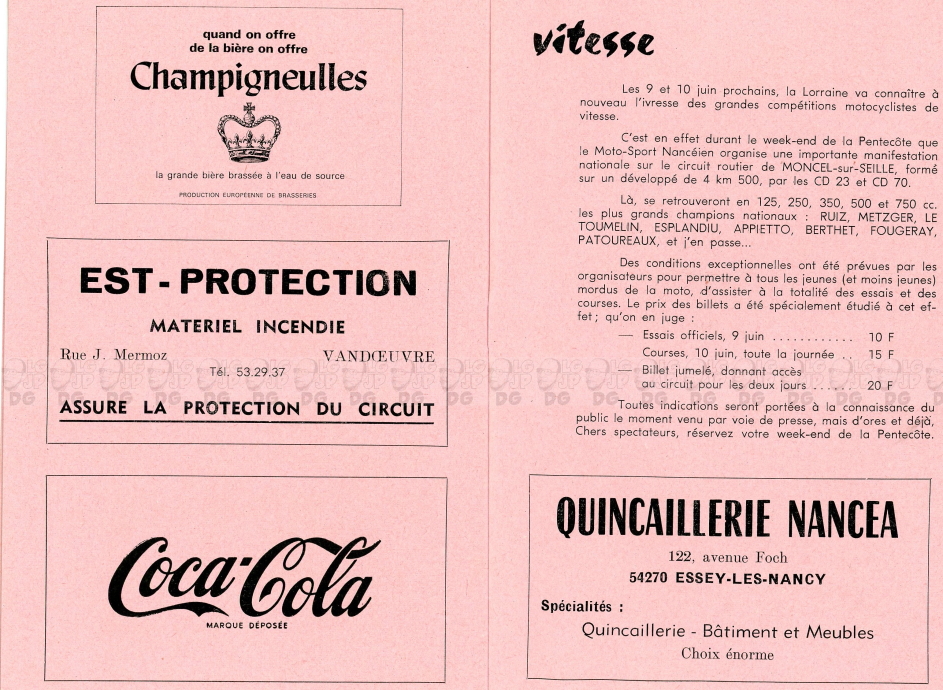 quand on offre
de la bière on offre
Champigneulles
la grande bière brassée à l'eau de source
PRODUCTION EUROPÉENNE DE BRASSERIES
EST - PROTECTION
MATERIEL INCENDIE
Rue J. Mermoz VANDŒUVRE
Tél. 53.29.37
ASSURE LA PROTECTION DU CIRCUIT
Coca-Cola
MARQUE DÉPOSÉE
vitesse
Les 9 et 10 juin prochains, la Lorraine va connaître à
nouveau l'ivresse des grandes compétitions motocyclistes de
vitesse.
C'est en effet durant le week-end de la Pentecôte que
le Moto-Sport Nancéien organise une importante manifestation
nationale sur le circuit routier de MONCEL-sur-SEILLE, formé
sur un développé de 4 km 500, par les CD 23 et CD 70.
Là, se retrouveront en 125, 250, 350, 500 et 750 cc.
les plus grands champions nationaux : RUIZ, METZGER, LE
TOUMELIN, ESPLANDIU, APPIETTO, BERTHET, FOUGERAY,
PATOUREAUX, et j'en passe...
Des conditions exceptionnelles ont été prévues par les
organisateurs pour permettre à tous les jeunes (et moins jeunes)
mordus de la moto, d'assister à la totalité des essais et des
courses. Le prix des billets a été spécialement étudié à cet ef-
fet ; qu'on en juge :
— Essais officiels, 9 juin ............ 10 F
Courses, 10 juin, toute la journée .. 15 F
— Billet jumelé, donnant accès
au circuit pour les deux jours ...... 20 F
Toutes indications seront portées à la connaissance du
public le moment venu par voie de presse, mais d'ores et déjà,
Chers spectateurs, réservez votre week-end de la Pentecôte.
QUINCAILLERIE NANCEA
122, avenue Foch
54270 ESSEY-LES-NANCY
Spécialités :
Quincaillerie - Bâtiment et Meubles
Choix énorme